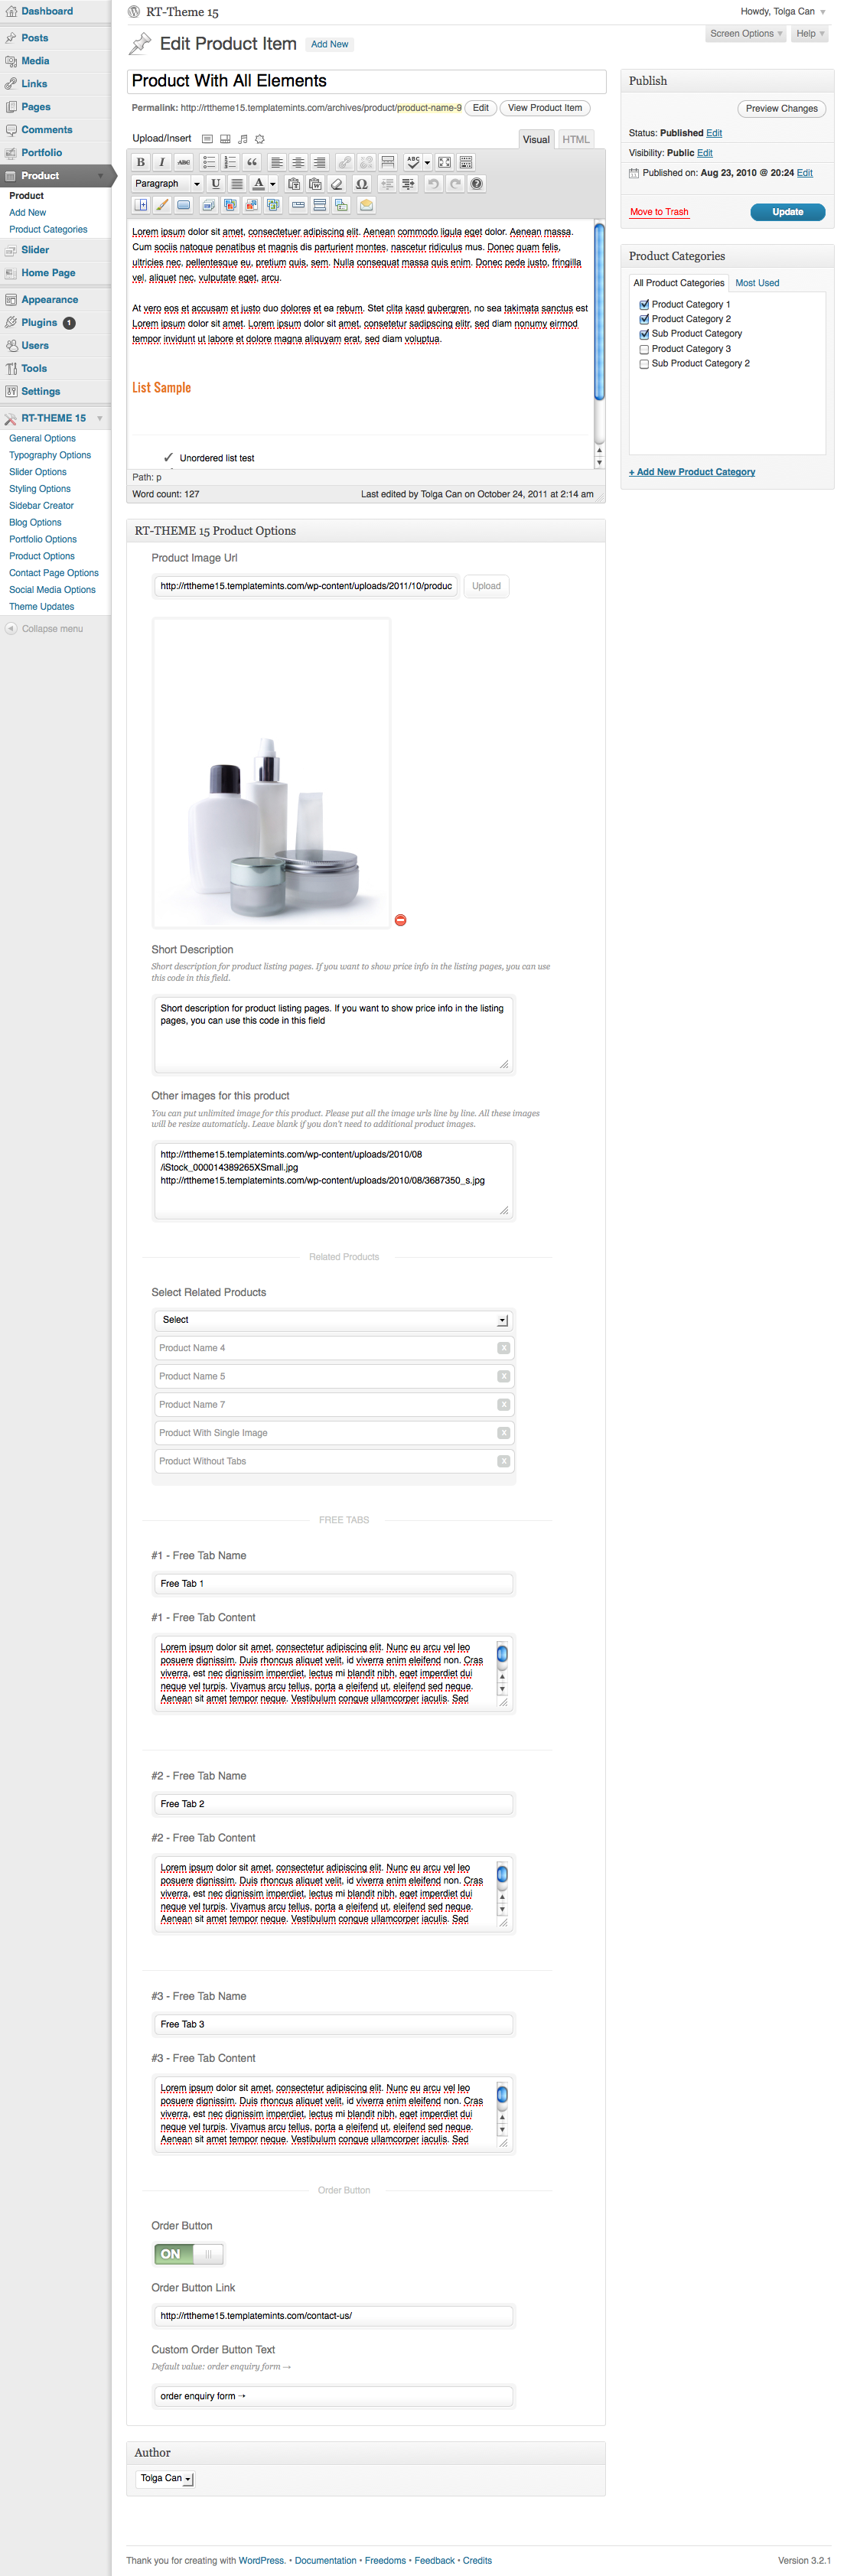 Dashboard
Posts
Media
Links
Pages
Comments
Portfolio
Product
Product
Add New
Product Categories
Slider
Home Page
Appearance
Plugins 1
Users
Tools
Settings
RT-THEME 15
General Options
Typography Options
Slider Options
Styling Options
Sidebar Creator
Blog Options
Portfolio Options
Product Options
Contact Page Options
Social Media Options
Theme Updates
Collapse menu
RT-Theme 15
Howdy, Tolga Can
Screen Options
Help
Edit Product Item
Add New
Product With All Elements
Permalink: http://rttheme15.templatemints.com/archives/product/product-name-9 Edit View Product Item
Upload/Insert
Visual
HTML
B I ABC
ABC
Paragraph U A Ω
Lorem ipsum dolor sit amet, consectetuer adipiscing elit. Aenean commodo ligula eget dolor. Aenean massa.
Cum sociis natoque penatibus et magnis dis parturient montes, nascetur ridiculus mus. Donec quam felis,
ultricies nec, pellentesque eu, pretium quis, sem. Nulla consequat massa quis enim. Donec pede justo, fringilla
vel, aliquet nec, vulputate eget, arcu.
At vero eos et accusam et justo duo dolores et ea rebum. Stet clita kasd gubergren, no sea takimata sanctus est
Lorem ipsum dolor sit amet. Lorem ipsum dolor sit amet, consetetur sadipscing elitr, sed diam nonumy eirmod
tempor invidunt ut labore et dolore magna aliquyam erat, sed diam voluptua.
List Sample
Unordered list test
Path: p
Word count: 127
Last edited by Tolga Can on October 24, 2011 at 2:14 am
Publish
Preview Changes
Status: Published Edit
Visibility: Public Edit
Published on: Aug 23, 2010 @ 20:24 Edit
Move to Trash
Update
Product Categories
All Product Categories
Most Used
Product Category 1
Product Category 2
Sub Product Category
Product Category 3
Sub Product Category 2
+ Add New Product Category
RT-THEME 15 Product Options
Product Image Url
http://rttheme15.templatemints.com/wp-content/uploads/2011/10/produc
Upload
Short Description
Short description for product listing pages. If you want to show price info in the listing pages, you can use
this code in this field.
Short description for product listing pages. If you want to show price info in the listing
pages, you can use this code in this field
Other images for this product
You can put unlimited image for this product. Please put all the image urls line by line. All these images
will be resize automaticly. Leave blank if you don't need to additional product images.
http://rttheme15.templatemints.com/wp-content/uploads/2010/08
/iStock_000014389265XSmall.jpg
http://rttheme15.templatemints.com/wp-content/uploads/2010/08/3687350_s.jpg
Related Products
Select Related Products
Select
Product Name 4 x
Product Name 5 x
Product Name 7 x
Product With Single Image x
Product Without Tabs x
FREE TABS
#1 - Free Tab Name
Free Tab 1
#1 - Free Tab Content
Lorem ipsum dolor sit amet, consectetur adipiscing elit. Nunc eu arcu vel leo
posuere dignissim. Duis rhoncus aliquet velit, id viverra enim eleifend non. Cras
viverra, est nec dignissim imperdiet, lectus mi blandit nibh, eget imperdiet dui
neque vel turpis. Vivamus arcu tellus, porta a eleifend ut, eleifend sed neque.
Aenean sit amet tempor neque. Vestibulum congue ullamcorper iaculis. Sed
#2 - Free Tab Name
Free Tab 2
#2 - Free Tab Content
Lorem ipsum dolor sit amet, consectetur adipiscing elit. Nunc eu arcu vel leo
posuere dignissim. Duis rhoncus aliquet velit, id viverra enim eleifend non. Cras
viverra, est nec dignissim imperdiet, lectus mi blandit nibh, eget imperdiet dui
neque vel turpis. Vivamus arcu tellus, porta a eleifend ut, eleifend sed neque.
Aenean sit amet tempor neque. Vestibulum congue ullamcorper iaculis. Sed
#3 - Free Tab Name
Free Tab 3
#3 - Free Tab Content
Lorem ipsum dolor sit amet, consectetur adipiscing elit. Nunc eu arcu vel leo
posuere dignissim. Duis rhoncus aliquet velit, id viverra enim eleifend non. Cras
viverra, est nec dignissim imperdiet, lectus mi blandit nibh, eget imperdiet dui
neque vel turpis. Vivamus arcu tellus, porta a eleifend ut, eleifend sed neque.
Aenean sit amet tempor neque. Vestibulum congue ullamcorper iaculis. Sed
Order Button
Order Button
ON
Order Button Link
http://rttheme15.templatemints.com/contact-us/
Custom Order Button Text
Default value: order enquiry form →
order enquiry form →
Author
Tolga Can
Thank you for creating with WordPress. • Documentation • Freedoms • Feedback • Credits
Version 3.2.1